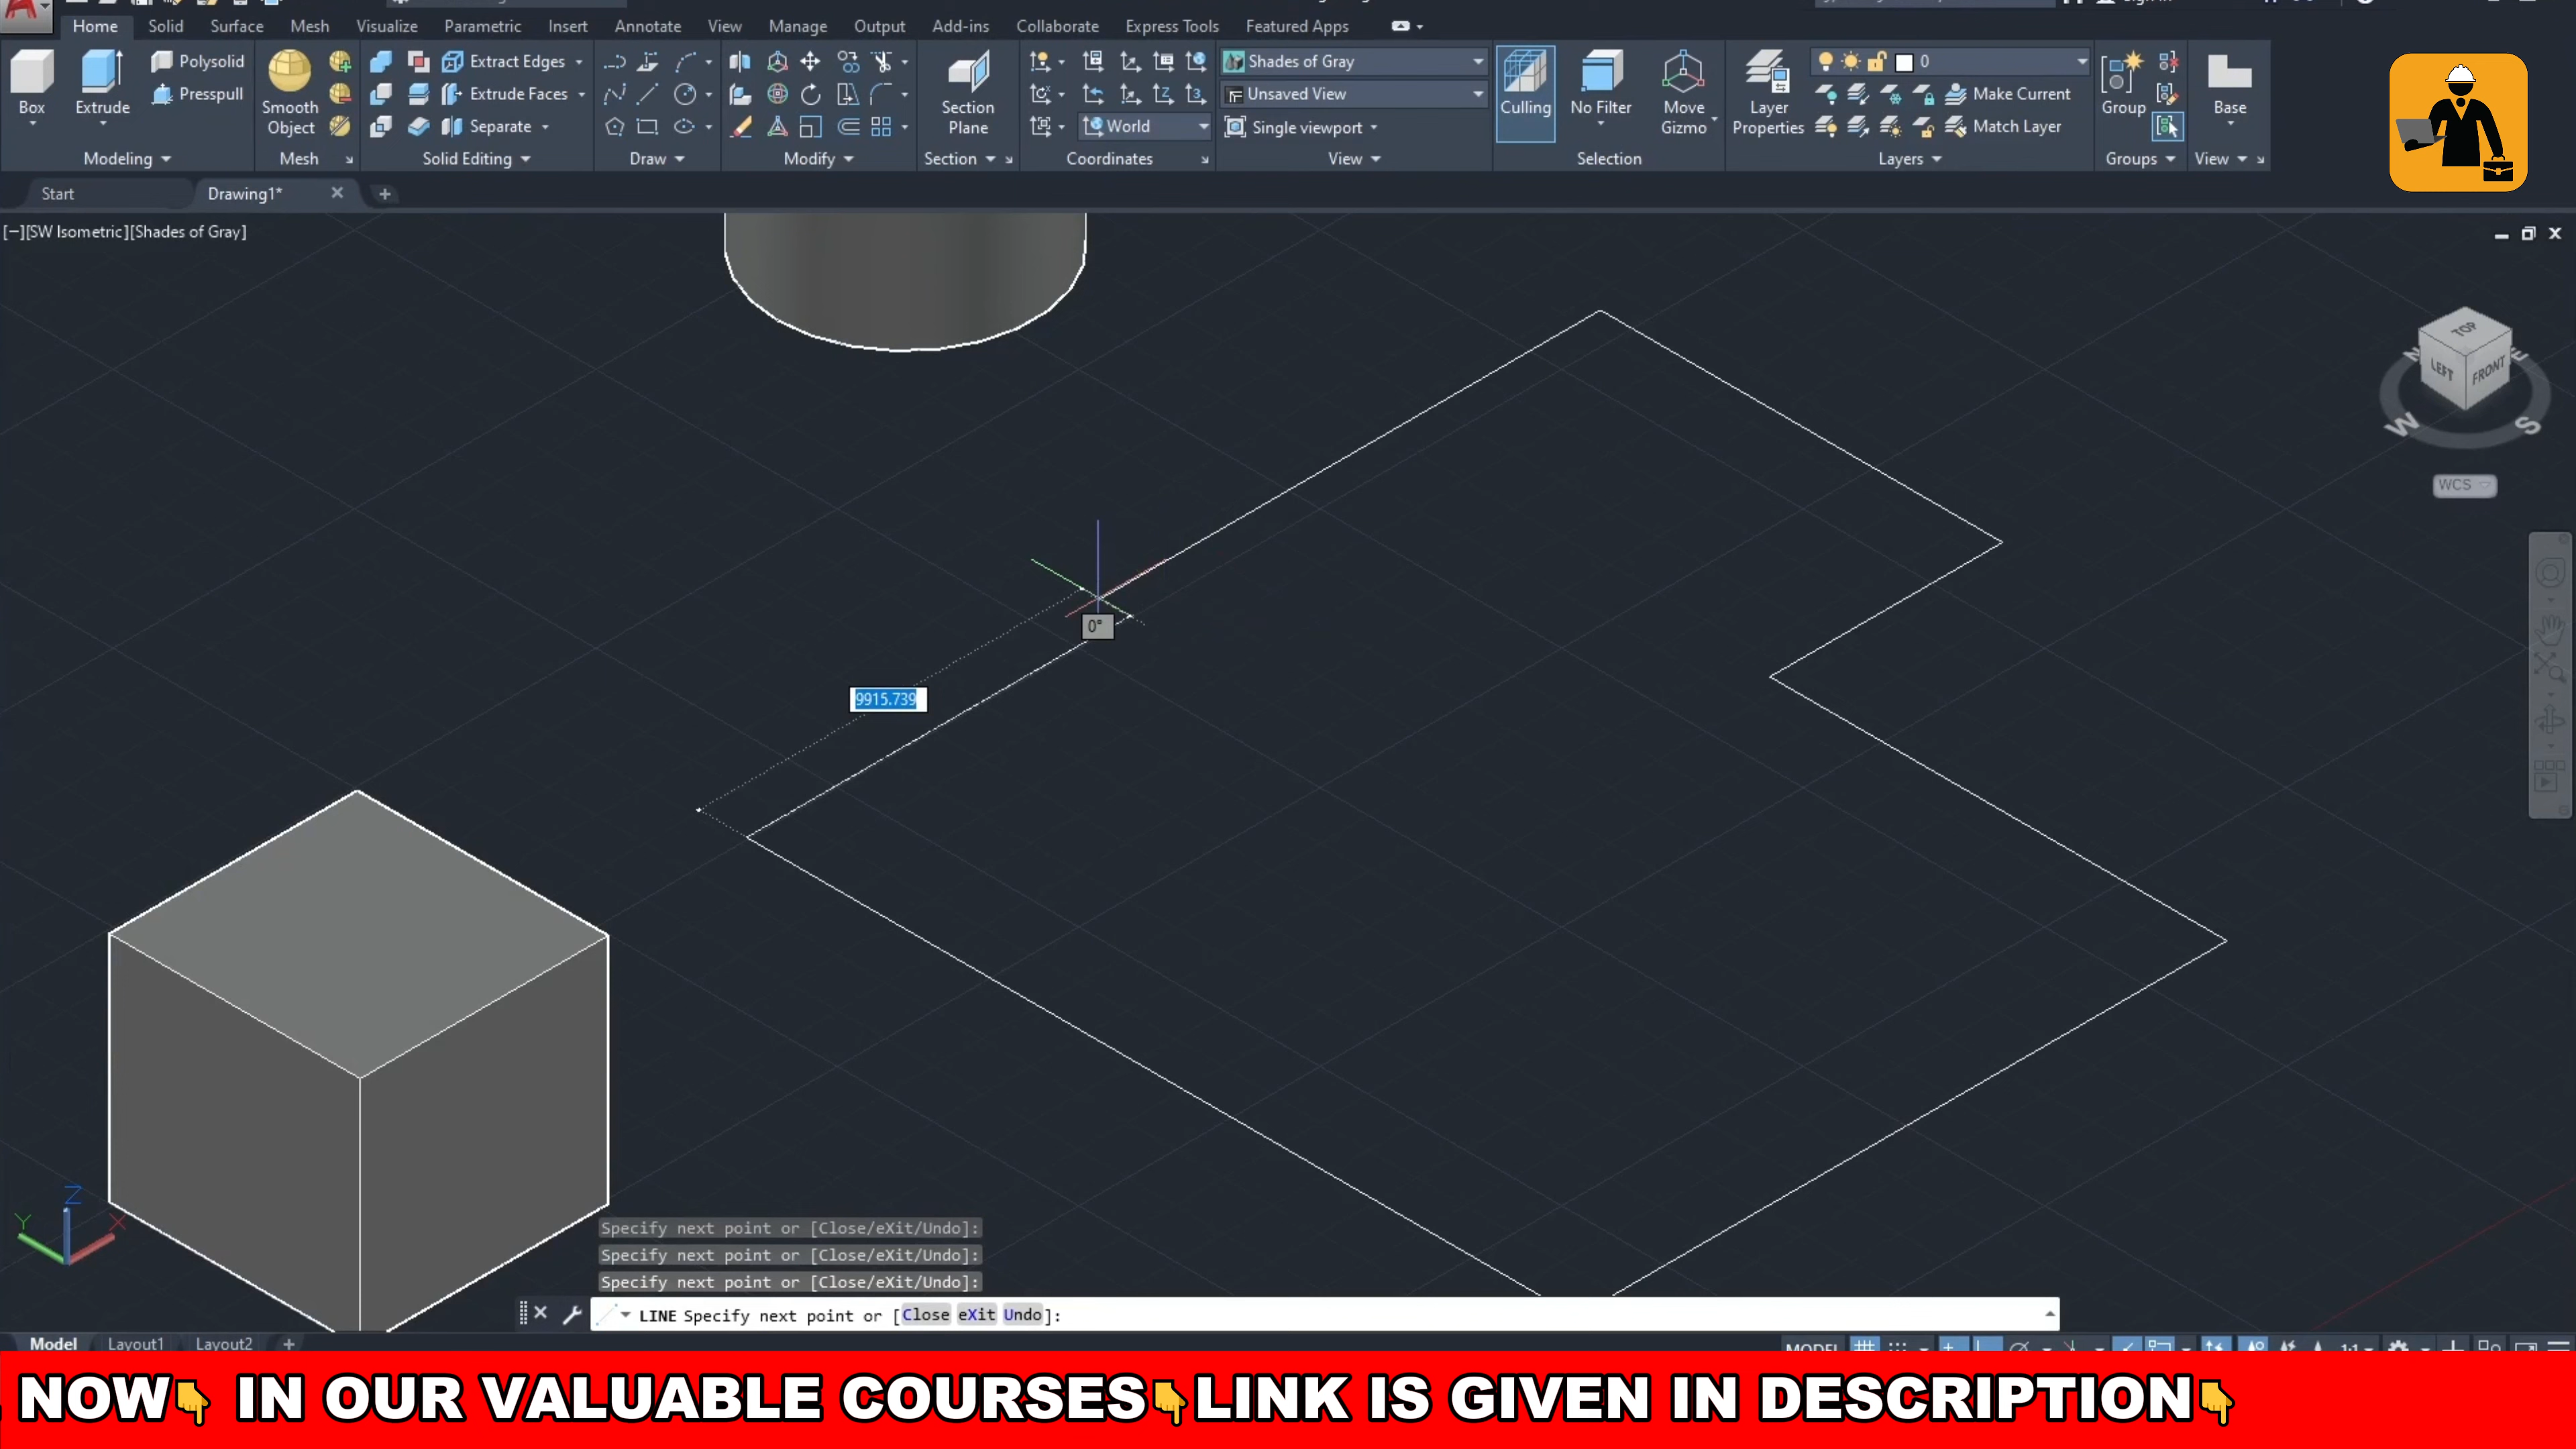 Home Solid Surface Mesh Visualize Parametric Insert Annotate View Manage Output Add-ins Collaborate Express Tools Featured Apps
Box
Extrude
Polysolid
Presspull
Modeling
Smooth Object
Mesh
Extract Edges
Extrude Faces
Separate
Solid Editing
Draw
Modify
Section Plane
Section
World
Coordinates
Shades of Gray
Unsaved View
Single viewport
View
Culling
No Filter
Move Gizmo
Selection
Layer Properties
0
Make Current
Match Layer
Layers
Group
Groups
Base
View
Start
Drawing1*
[−][SW Isometric][Shades of Gray]
TOP
LEFT
FRONT
W
S
WCS
0°
9915.739
Z
Y
X
Specify next point or [Close/eXit/Undo]:
Specify next point or [Close/eXit/Undo]:
Specify next point or [Close/eXit/Undo]:
LINE Specify next point or [Close eXit Undo]:
Model Layout1 Layout2 +
MODEL
1:1
NOW👇 IN OUR VALUABLE COURSES👇LINK IS GIVEN IN DESCRIPTION👇